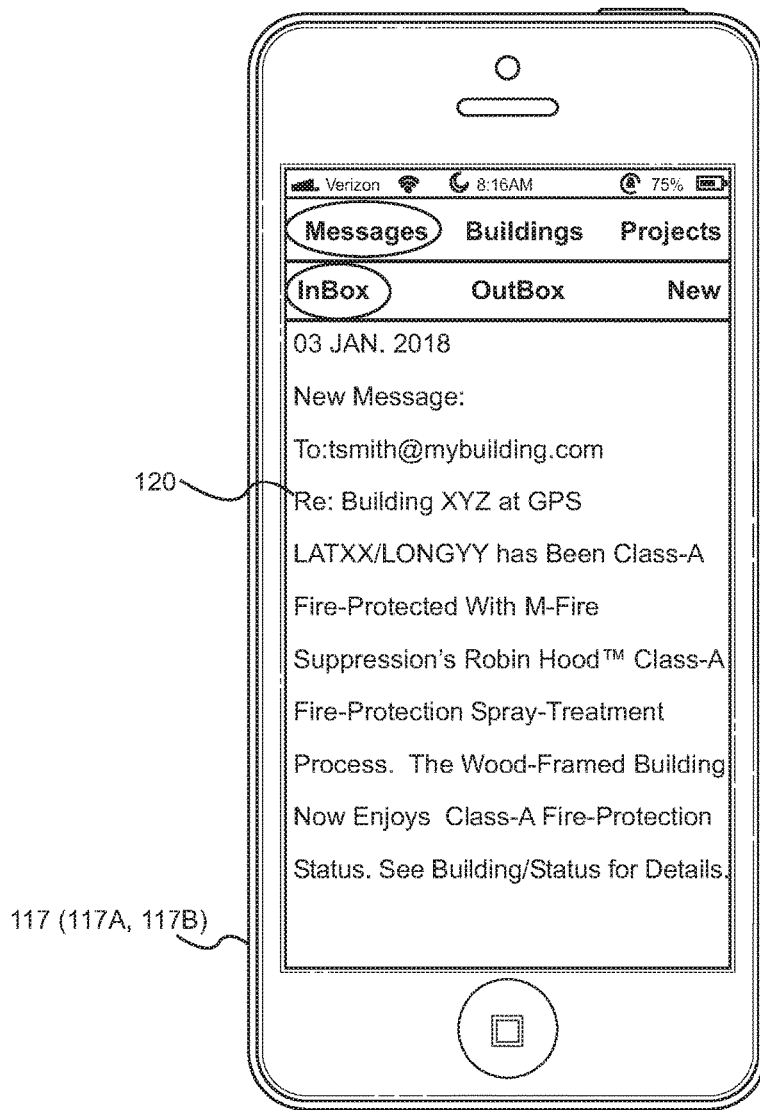 Verizon 8:16AM 75%
Messages Buildings Projects
InBox OutBox New
03 JAN. 2018
New Message:
To:tsmith@mybuilding.com
120
Re: Building XYZ at GPS
LATXX/LONGYY has Been Class-A
Fire-Protected With M-Fire
Suppression's Robin Hood™ Class-A
Fire-Protection Spray-Treatment
Process. The Wood-Framed Building
Now Enjoys Class-A Fire-Protection
Status. See Building/Status for Details.
117 (117A, 117B)